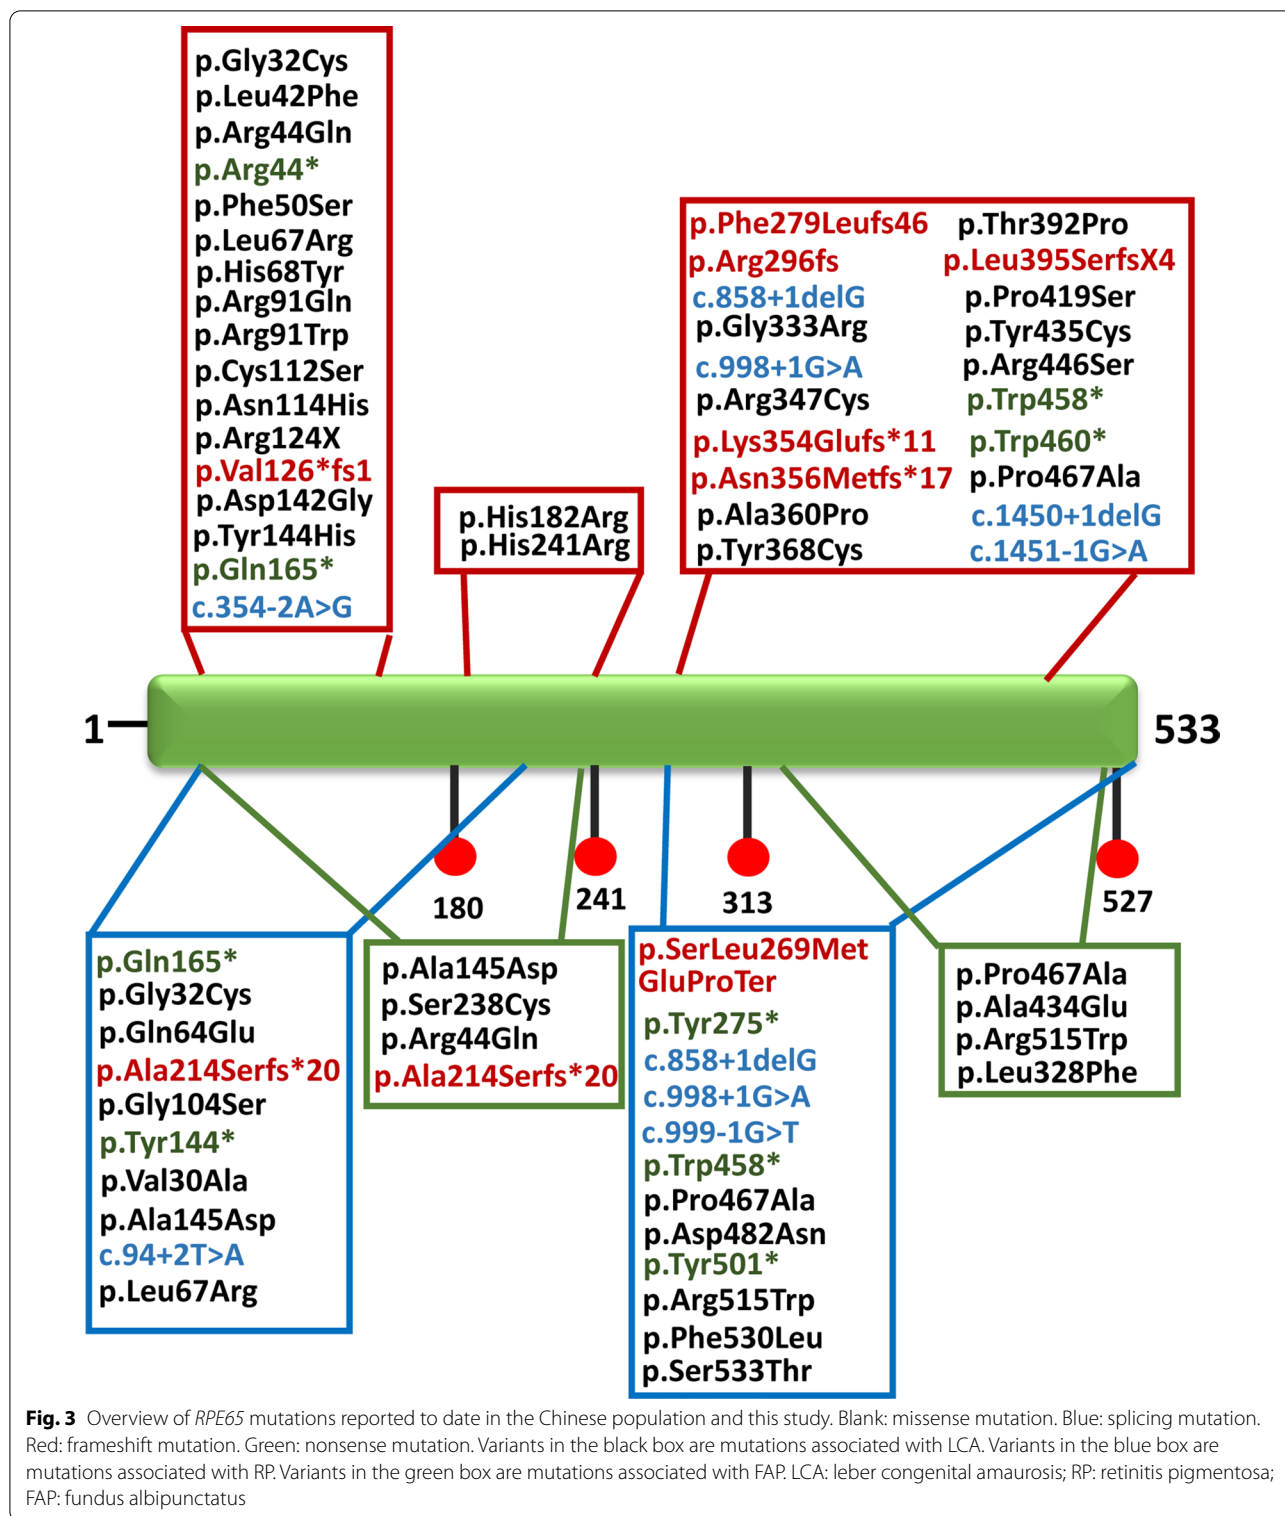 p.Gly32Cys
p.Leu42Phe
p.Arg44Gln
p.Arg44*
p.Phe50Ser
p.Leu67Arg
p.His68Tyr
p.Arg91Gln
p.Arg91Trp
p.Cys112Ser
p.Asn114His
p.Arg124X
p.Val126*fs1
p.Asp142Gly
p.Tyr144His
p.Gln165*
c.354-2A>G
p.His182Arg
p.His241Arg
p.Phe279Leufs46
p.Arg296fs
c.858+1delG
p.Gly333Arg
c.998+1G>A
p.Arg347Cys
p.Lys354Glufs*11
p.Asn356Metfs*17
p.Ala360Pro
p.Tyr368Cys
p.Thr392Pro
p.Leu395SerfsX4
p.Pro419Ser
p.Tyr435Cys
p.Arg446Ser
p.Trp458*
p.Trp460*
p.Pro467Ala
c.1450+1delG
c.1451-1G>A
1
533
180
241
313
527
p.Gln165*
p.Gly32Cys
p.Gln64Glu
p.Ala214Serfs*20
p.Gly104Ser
p.Tyr144*
p.Val30Ala
p.Ala145Asp
c.94+2T>A
p.Leu67Arg
p.Ala145Asp
p.Ser238Cys
p.Arg44Gln
p.Ala214Serfs*20
p.SerLeu269Met
GluProTer
p.Tyr275*
c.858+1delG
c.998+1G>A
c.999-1G>T
p.Trp458*
p.Pro467Ala
p.Asp482Asn
p.Tyr501*
p.Arg515Trp
p.Phe530Leu
p.Ser533Thr
p.Pro467Ala
p.Ala434Glu
p.Arg515Trp
p.Leu328Phe
Fig. 3 Overview of RPE65 mutations reported to date in the Chinese population and this study. Blank: missense mutation. Blue: splicing mutation.
Red: frameshift mutation. Green: nonsense mutation. Variants in the black box are mutations associated with LCA. Variants in the blue box are
mutations associated with RP. Variants in the green box are mutations associated with FAP. LCA: leber congenital amaurosis; RP: retinitis pigmentosa;
FAP: fundus albipunctatus